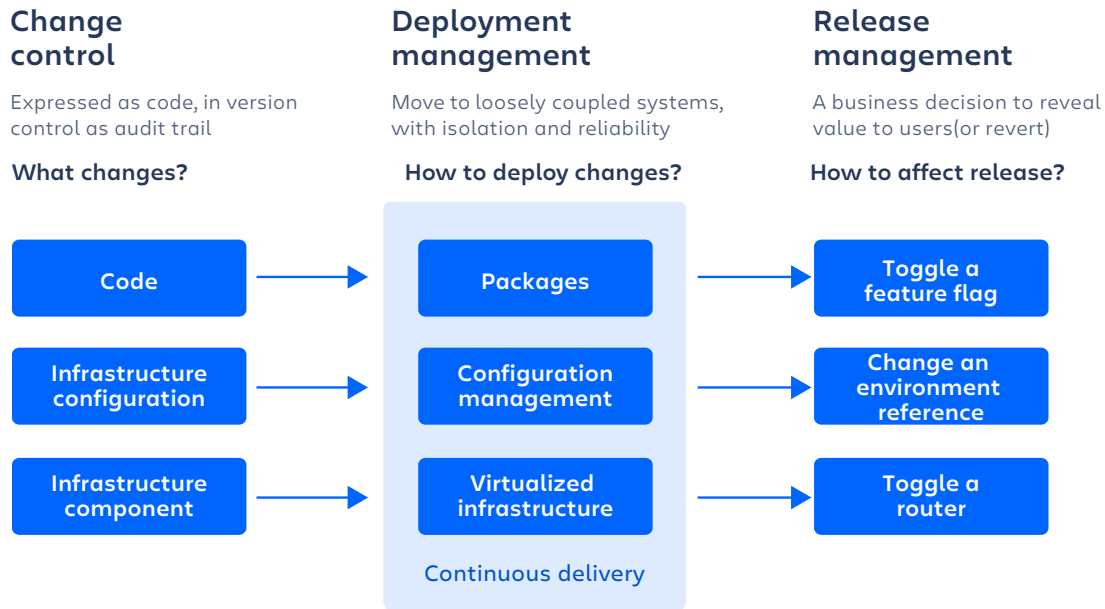 Change
control
Expressed as code, in version
control as audit trail
What changes?
Code
Infrastructure
configuration
Infrastructure
component
Deployment
management
Move to loosely coupled systems,
with isolation and reliability
How to deploy changes?
Packages
Configuration
management
Virtualized
infrastructure
Continuous delivery
Release
management
A business decision to reveal
value to users(or revert)
How to affect release?
Toggle a
feature flag
Change an
environment
reference
Toggle a
router